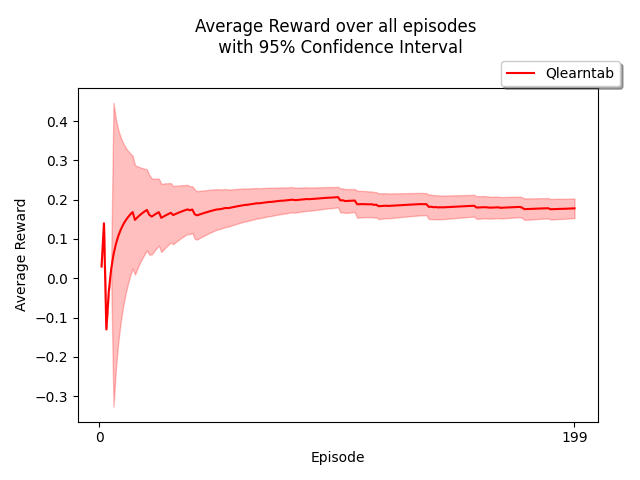 Average Reward over all episodes
with 95% Confidence Interval
Qlearntab
0.4
0.3
0.2
0.1
0.0
−0.1
−0.2
−0.3
Average Reward
0
199
Episode